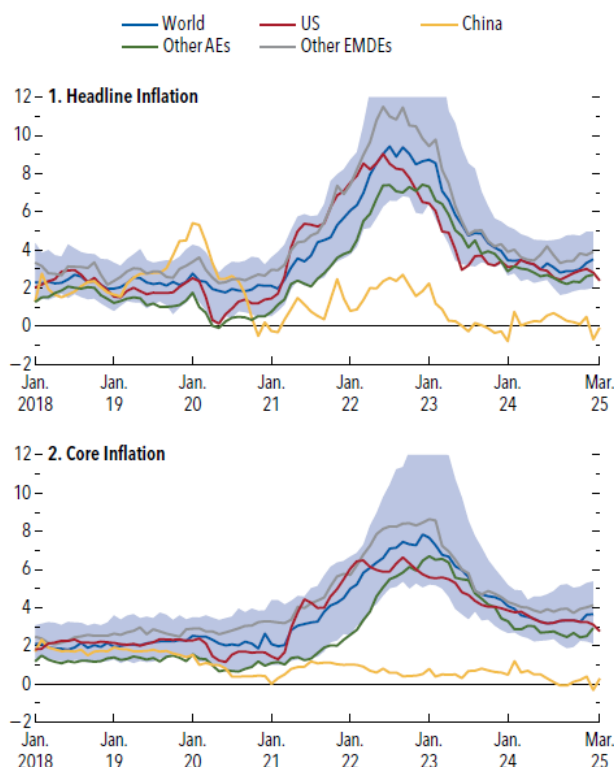 World US China
Other AEs Other EMDEs
12
1. Headline Inflation
10
8
6
4
2
0
−2
Jan. Jan. Jan. Jan. Jan. Jan. Jan. Mar.
2018 19 20 21 22 23 24 25
12
2. Core Inflation
10
8
6
4
2
0
−2
Jan. Jan. Jan. Jan. Jan. Jan. Jan. Mar.
2018 19 20 21 22 23 24 25